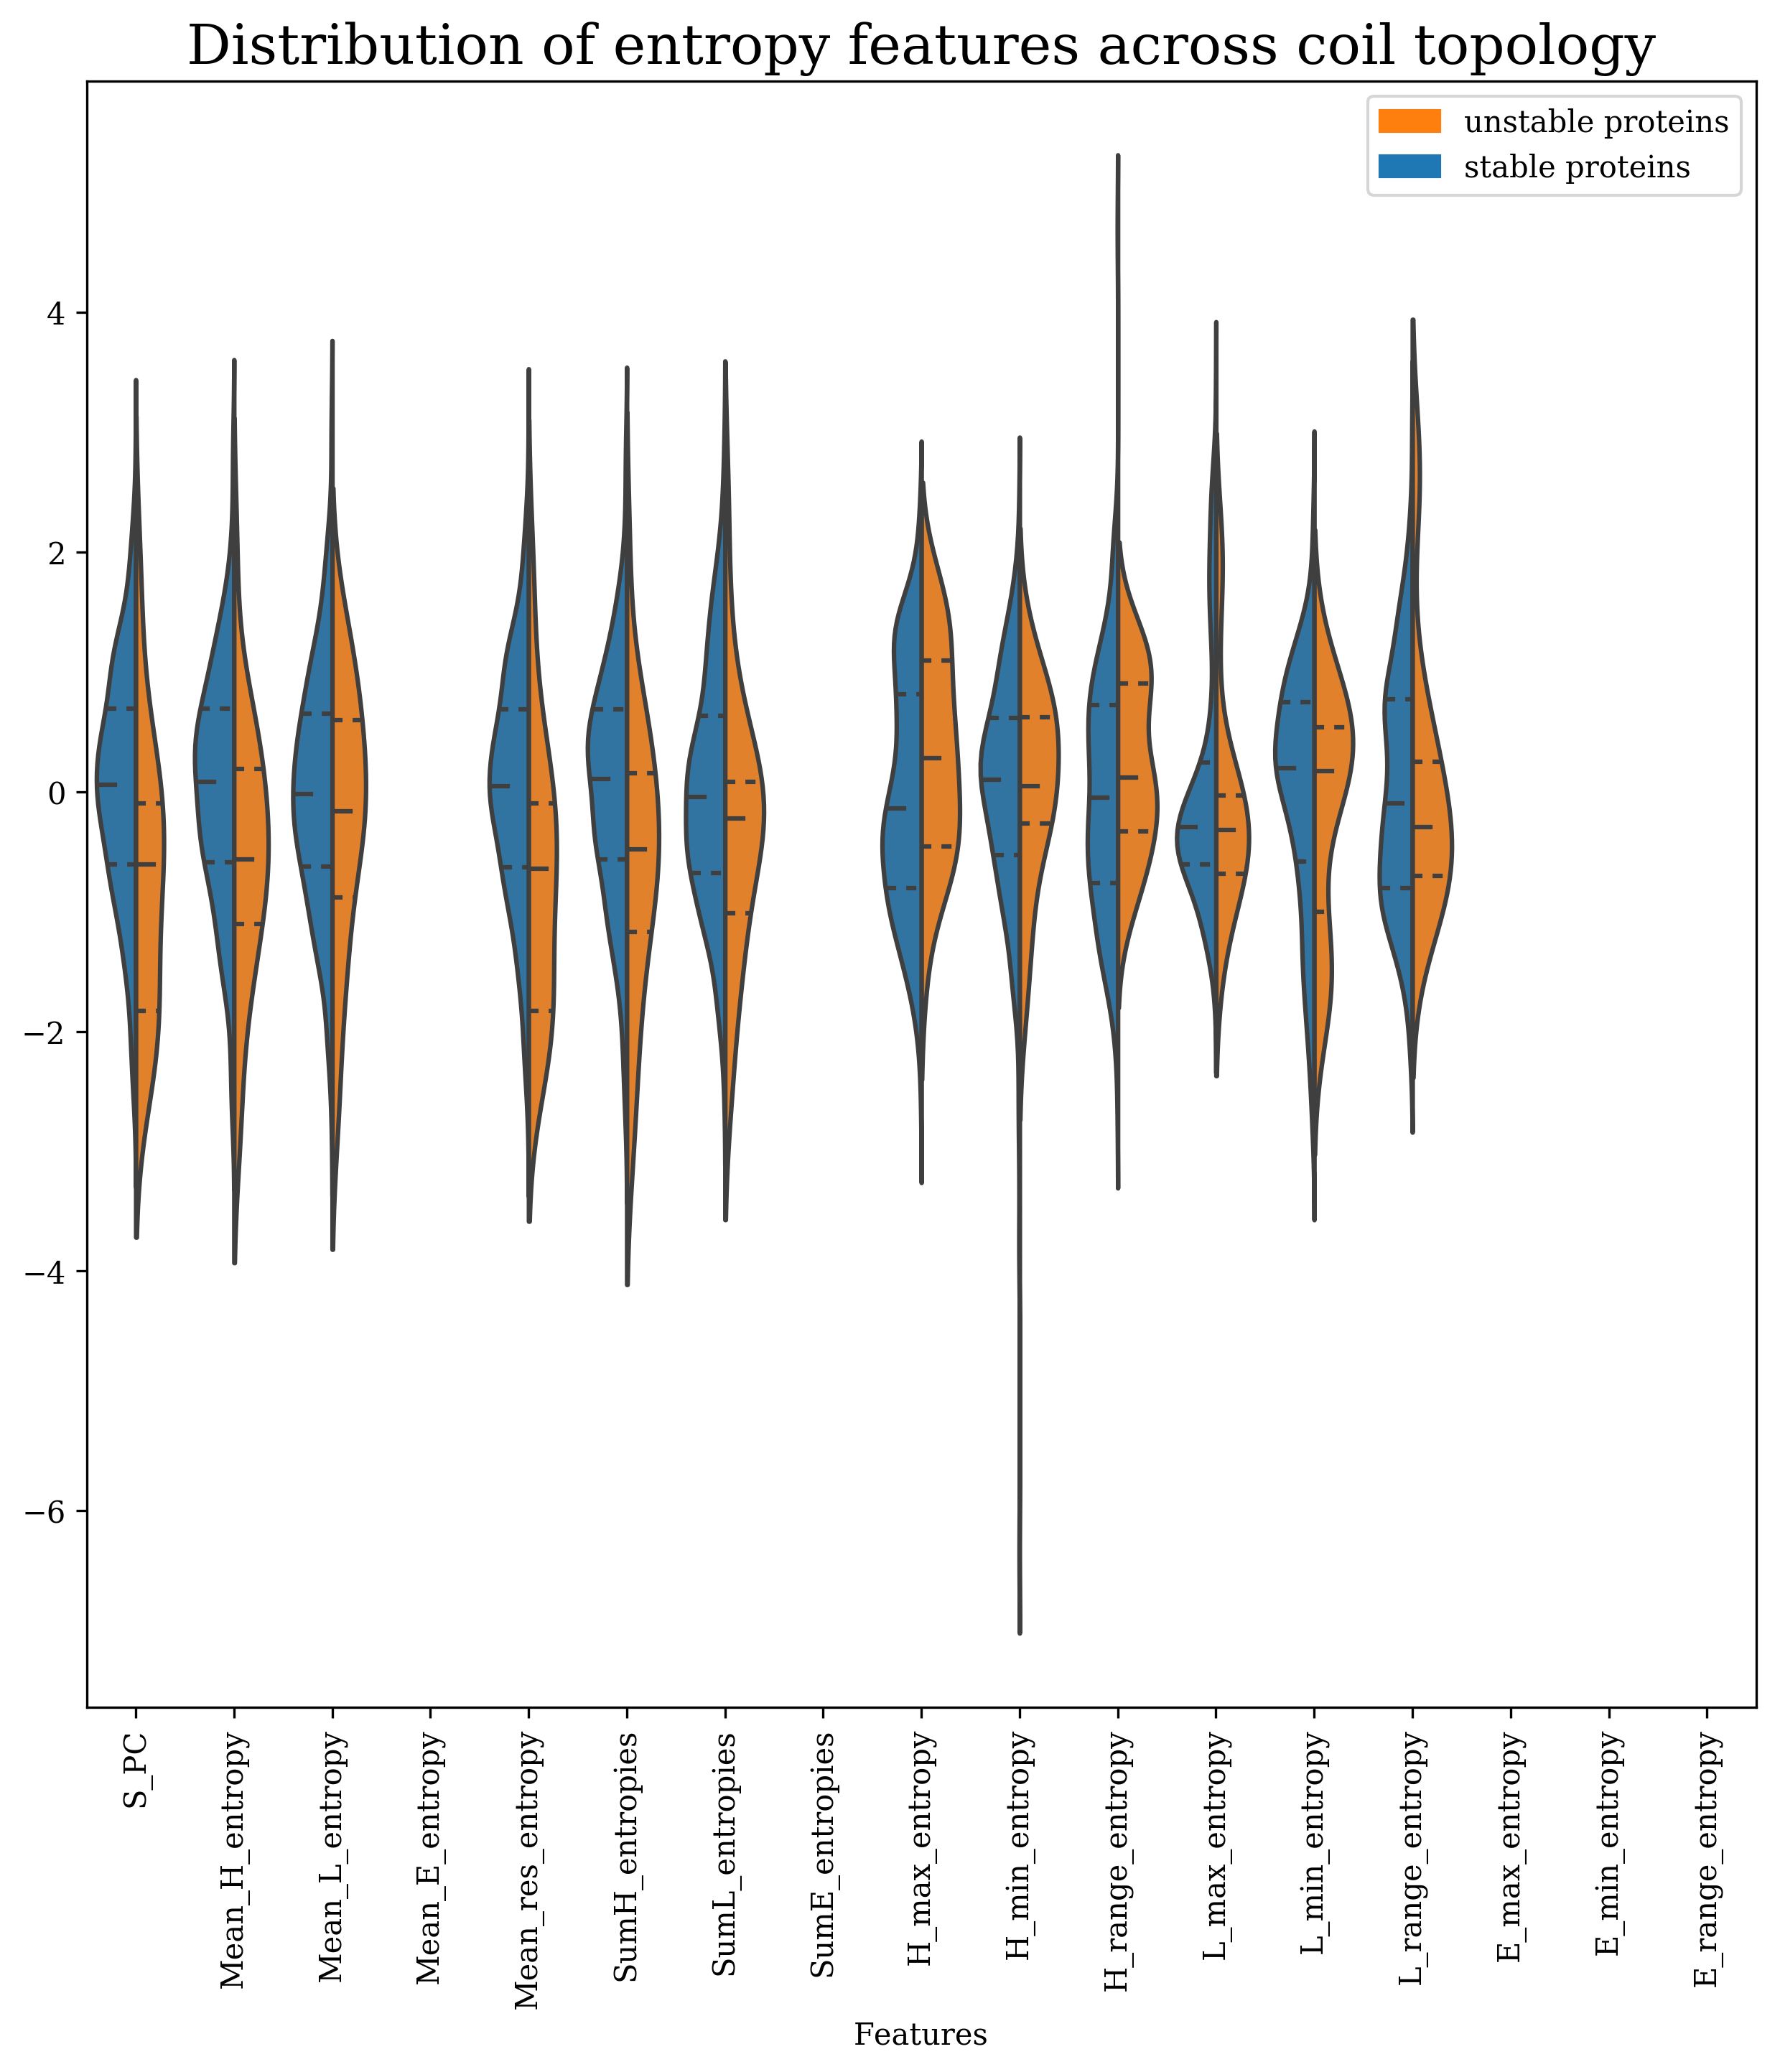 Distribution of entropy features across coil topology
unstable proteins
stable proteins
4
2
0
−2
−4
−6
S_PC
Mean_H_entropy
Mean_L_entropy
Mean_E_entropy
Mean_res_entropy
SumH_entropies
SumL_entropies
SumE_entropies
H_max_entropy
H_min_entropy
H_range_entropy
L_max_entropy
L_min_entropy
L_range_entropy
E_max_entropy
E_min_entropy
E_range_entropy
Features